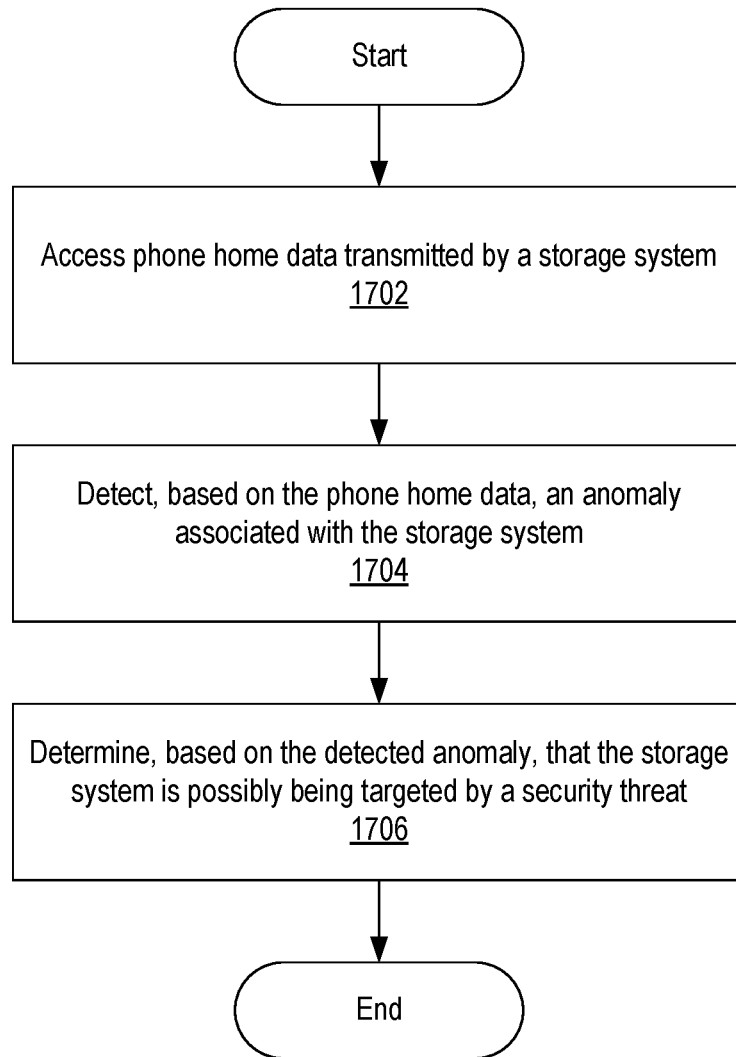 Start
Access phone home data transmitted by a storage system
1702
Detect, based on the phone home data, an anomaly
associated with the storage system
1704
Determine, based on the detected anomaly, that the storage
system is possibly being targeted by a security threat
1706
End